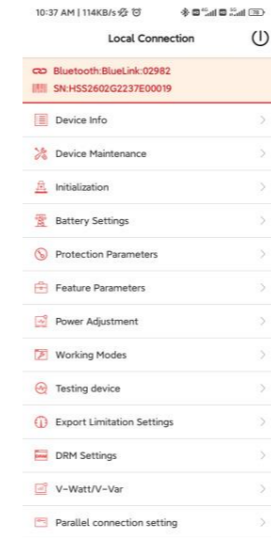 10:37 AM | 114KB/s
Local Connection
Bluetooth:BlueLink:02982
SN:HSS2602G2237E00019
Device Info
Device Maintenance
Initialization
Battery Settings
Protection Parameters
Feature Parameters
Power Adjustment
Working Modes
Testing device
Export Limitation Settings
DRM Settings
V-Watt/V-Var
Parallel connection setting